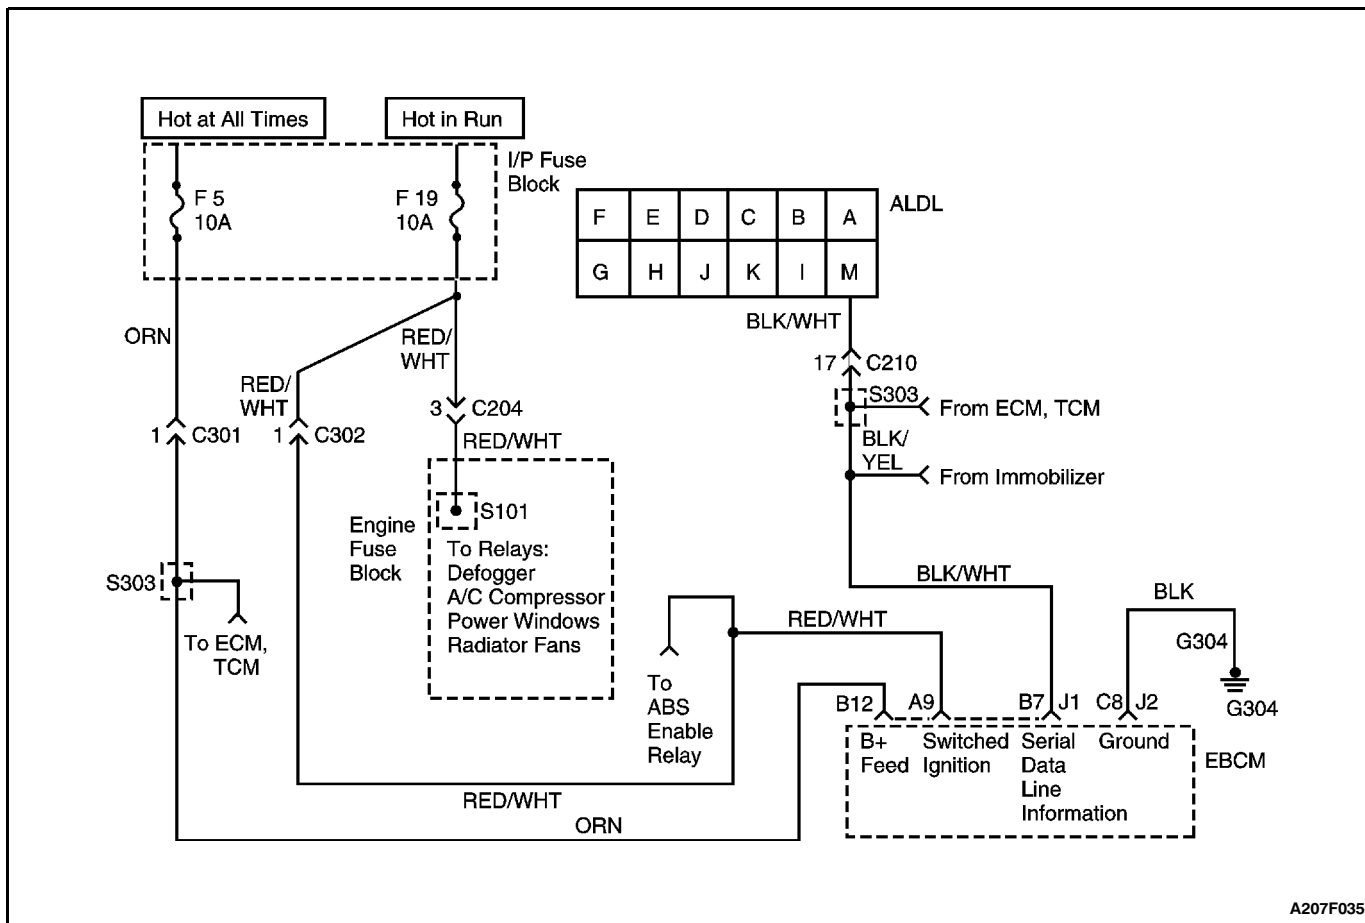 Hot at All Times
Hot in Run
I/P Fuse
Block
F 5
10A
F 19
10A
ALDL
F E D C B A
G H J K I M
ORN
RED/
WHT
RED/
WHT
BLK/WHT
17 C210
S303
From ECM, TCM
BLK/
YEL
From Immobilizer
1 C301
1 C302
3 C204
RED/WHT
S101
Engine
Fuse
Block
To Relays:
Defogger
A/C Compressor
Power Windows
Radiator Fans
S303
To ECM,
TCM
BLK/WHT
BLK
RED/WHT
G304
G304
To
ABS
Enable
Relay
B12 A9 B7 J1 C8 J2
B+
Feed
Switched
Ignition
Serial
Data
Line
Information
Ground
EBCM
RED/WHT
ORN
A207F035